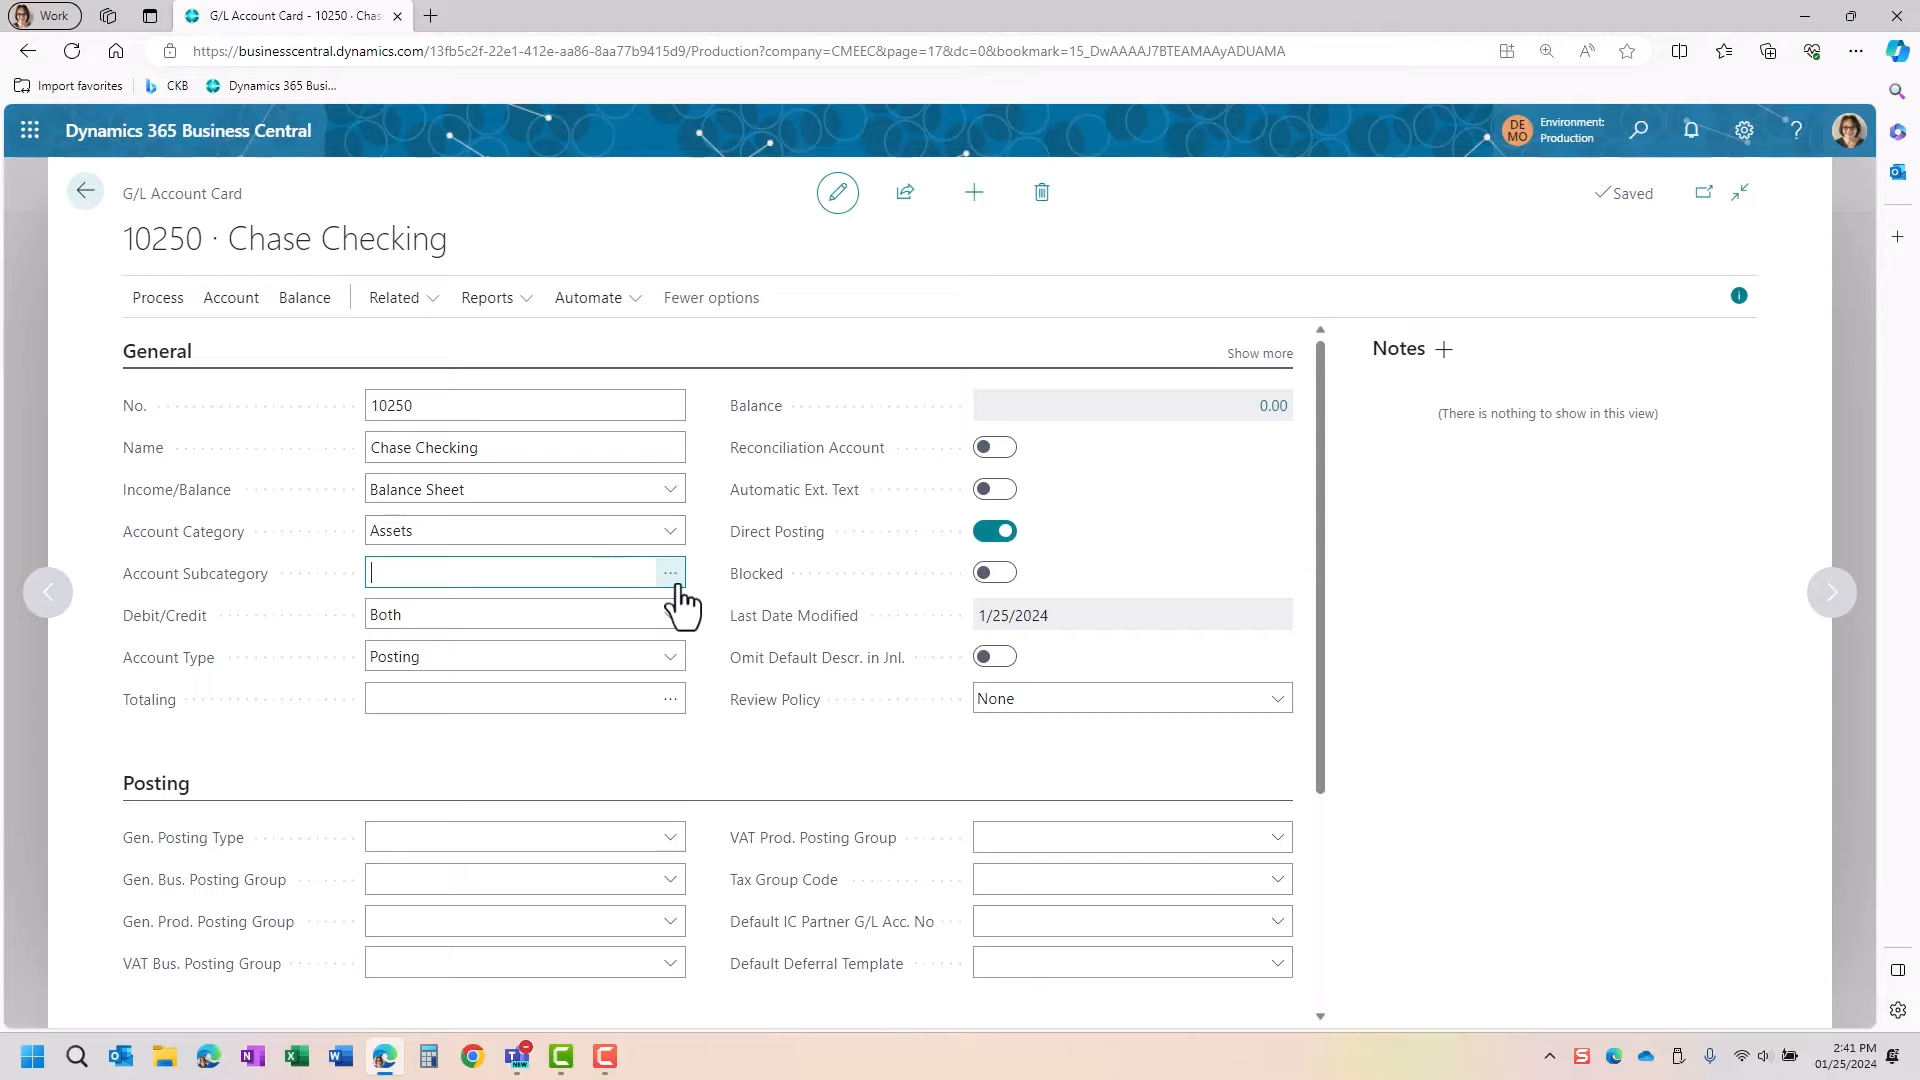 Work
G/L Account Card - 10250 · Chas
https://businesscentral.dynamics.com/13fb5c2f-22e1-412e-aa86-8aa77b9415d9/Production?company=CMEEC&page=17&dc=0&bookmark=15_DwAAAAJ7BTEAMAAyADUAMA
Import favorites
CKB
Dynamics 365 Busi...
Dynamics 365 Business Central
DE
MO
Environment:
Production
G/L Account Card
Saved
10250 · Chase Checking
Process
Account
Balance
Related
Reports
Automate
Fewer options
General
Show more
Notes
(There is nothing to show in this view)
No.
10250
Balance
0.00
Name
Chase Checking
Reconciliation Account
Income/Balance
Balance Sheet
Automatic Ext. Text
Account Category
Assets
Direct Posting
Account Subcategory
...
Blocked
Debit/Credit
Both
Last Date Modified
1/25/2024
Account Type
Posting
Omit Default Descr. in Jnl.
Totaling
...
Review Policy
None
Posting
Gen. Posting Type
VAT Prod. Posting Group
Gen. Bus. Posting Group
Tax Group Code
Gen. Prod. Posting Group
Default IC Partner G/L Acc. No
VAT Bus. Posting Group
Default Deferral Template
NEW
2:41 PM
01/25/2024